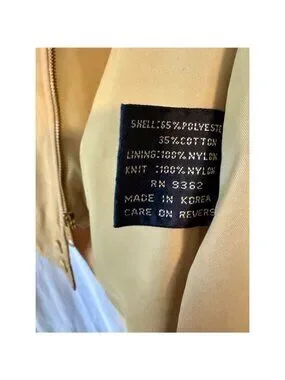 SHELL:65%POLYESTE
35%COTTON
LINING:100%NYLON
KNIT :100%NYLON
RN 9362
MADE IN KOREA
CARE ON REVERS